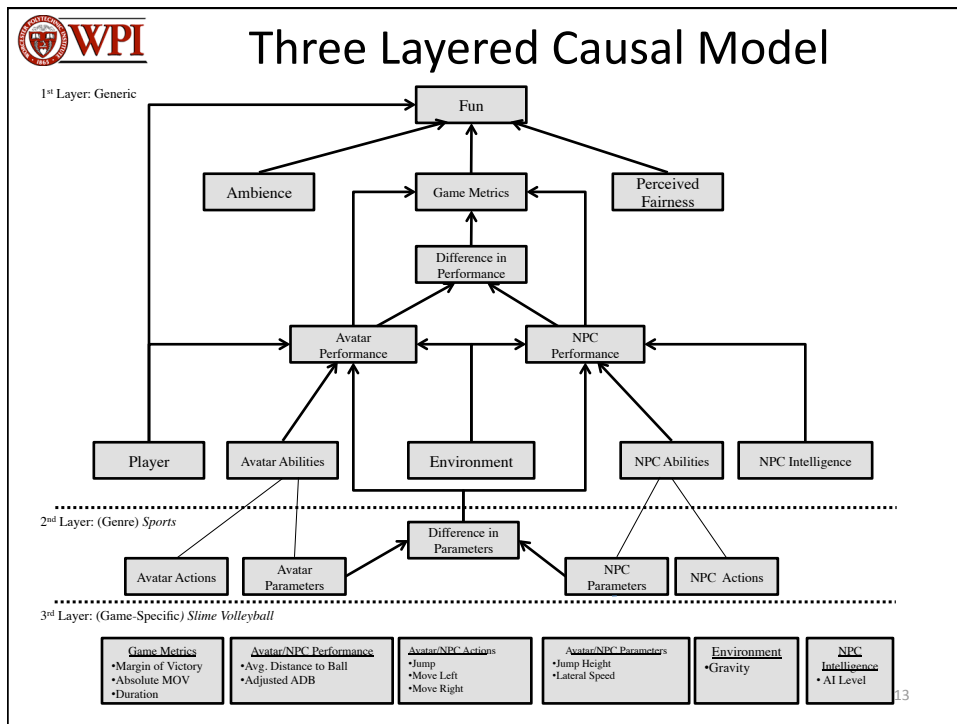 WPI
Three Layered Causal Model
1st Layer: Generic
Fun
Ambience
Game Metrics
Perceived
Fairness
Difference in
Performance
Avatar
Performance
NPC
Performance
Player
Avatar Abilities
Environment
NPC Abilities
NPC Intelligence
2nd Layer: (Genre) Sports
Difference in
Parameters
Avatar Actions
Avatar
Parameters
NPC
Parameters
NPC Actions
3rd Layer: (Game-Specific) Slime Volleyball
Game Metrics
•Margin of Victory
•Absolute MOV
•Duration
Avatar/NPC Performance
•Avg. Distance to Ball
•Adjusted ADB
Avatar/NPC Actions
•Jump
•Move Left
•Move Right
Avatar/NPC Parameters
•Jump Height
•Lateral Speed
Environment
•Gravity
NPC
Intelligence
• AI Level
13